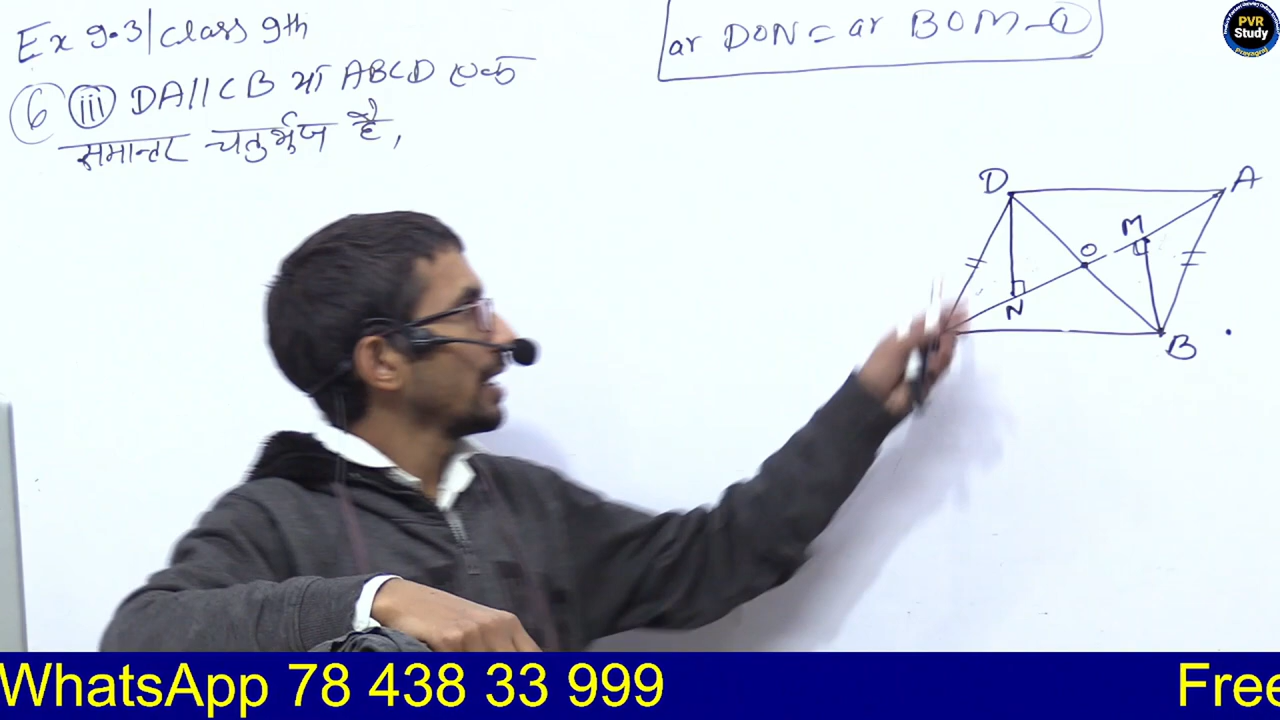 Ex 9.3/class 9th
6 iii DA||CB या ABCD एक
समान्तर चतुर्भुज है,
ar DON = ar BOM - 1
PVR
Study
D
A
M
O
N
B
WhatsApp 78 438 33 999
Free